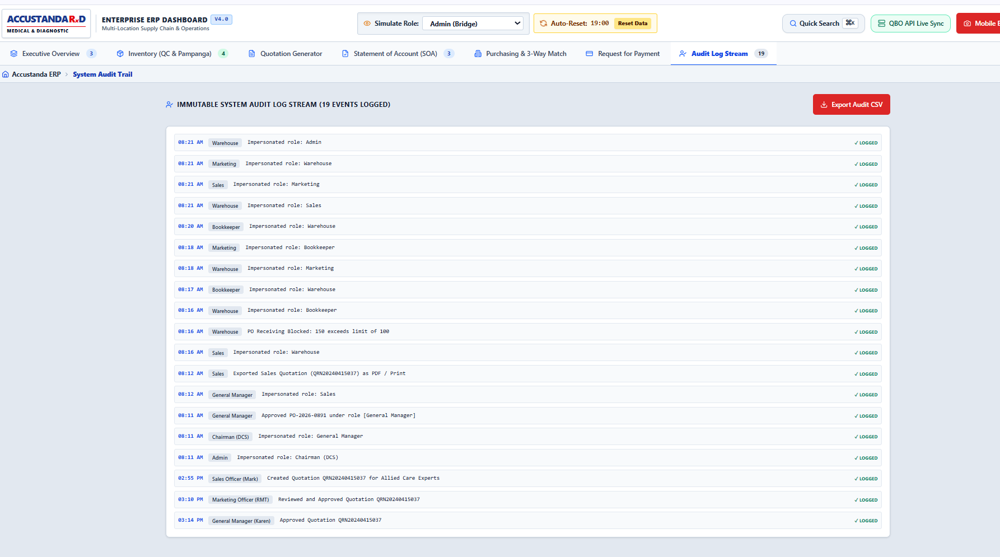 ACCUSTANDARxD
MEDICAL & DIAGNOSTIC
ENTERPRISE ERP DASHBOARD V4.0
Multi-Location Supply Chain & Operations
Simulate Role: Admin (Bridge)
Auto-Reset: 19:00 Reset Data
Quick Search ⌘K
QBO API Live Sync
Mobile
Executive Overview 3
Inventory (QC & Pampanga) 4
Quotation Generator
Statement of Account (SOA) 3
Purchasing & 3-Way Match
Request for Payment
Audit Log Stream 19
Accustanda ERP > System Audit Trail
IMMUTABLE SYSTEM AUDIT LOG STREAM (19 EVENTS LOGGED)
Export Audit CSV
08:21 AM Warehouse Impersonated role: Admin ✓ LOGGED
08:21 AM Marketing Impersonated role: Warehouse ✓ LOGGED
08:21 AM Sales Impersonated role: Marketing ✓ LOGGED
08:21 AM Warehouse Impersonated role: Sales ✓ LOGGED
08:20 AM Bookkeeper Impersonated role: Warehouse ✓ LOGGED
08:18 AM Marketing Impersonated role: Bookkeeper ✓ LOGGED
08:18 AM Warehouse Impersonated role: Marketing ✓ LOGGED
08:17 AM Bookkeeper Impersonated role: Warehouse ✓ LOGGED
08:16 AM Warehouse Impersonated role: Bookkeeper ✓ LOGGED
08:16 AM Warehouse PO Receiving Blocked: 150 exceeds limit of 100 ✓ LOGGED
08:16 AM Sales Impersonated role: Warehouse ✓ LOGGED
08:12 AM Sales Exported Sales Quotation (QRN20240415037) as PDF / Print ✓ LOGGED
08:12 AM General Manager Impersonated role: Sales ✓ LOGGED
08:11 AM General Manager Approved PO-2026-0891 under role [General Manager] ✓ LOGGED
08:11 AM Chairman (DCS) Impersonated role: General Manager ✓ LOGGED
08:11 AM Admin Impersonated role: Chairman (DCS) ✓ LOGGED
02:55 PM Sales Officer (Mark) Created Quotation QRN20240415037 for Allied Care Experts ✓ LOGGED
03:10 PM Marketing Officer (RMT) Reviewed and Approved Quotation QRN20240415037 ✓ LOGGED
03:14 PM General Manager (Karen) Approved Quotation QRN20240415037 ✓ LOGGED